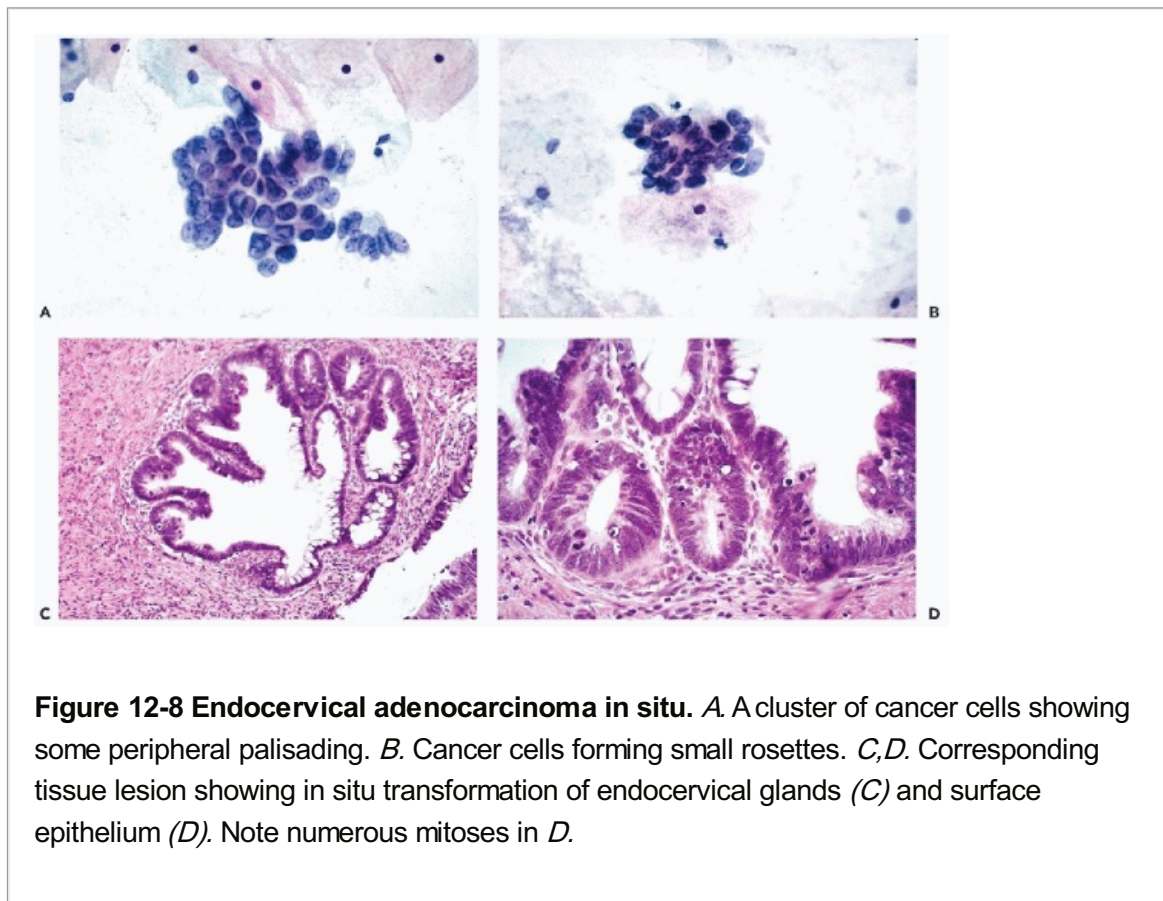 A
B
C
D
Figure 12-8 Endocervical adenocarcinoma in situ. A. A cluster of cancer cells showing
some peripheral palisading. B. Cancer cells forming small rosettes. C,D. Corresponding
tissue lesion showing in situ transformation of endocervical glands (C) and surface
epithelium (D). Note numerous mitoses in D.